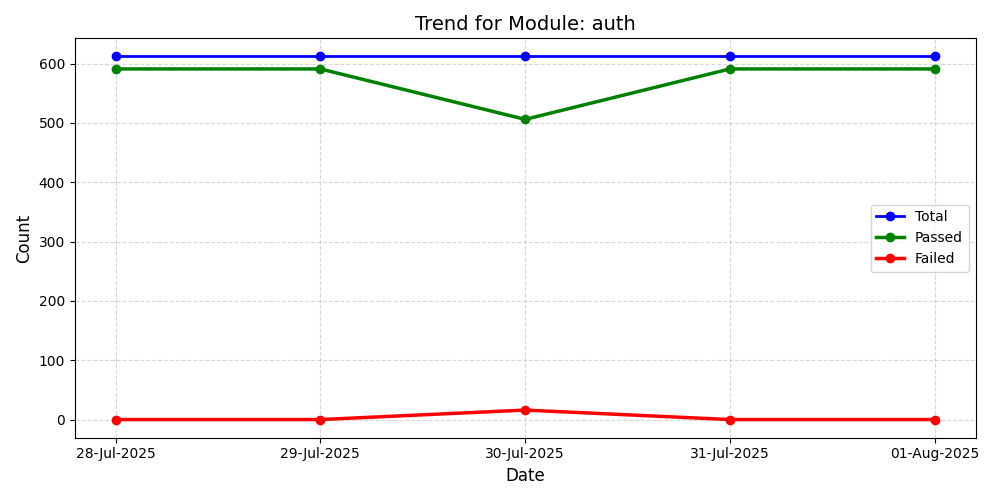 Trend for Module: auth
600
500
400
300
200
100
0
Count
Total
Passed
Failed
28-Jul-2025
29-Jul-2025
30-Jul-2025
31-Jul-2025
01-Aug-2025
Date